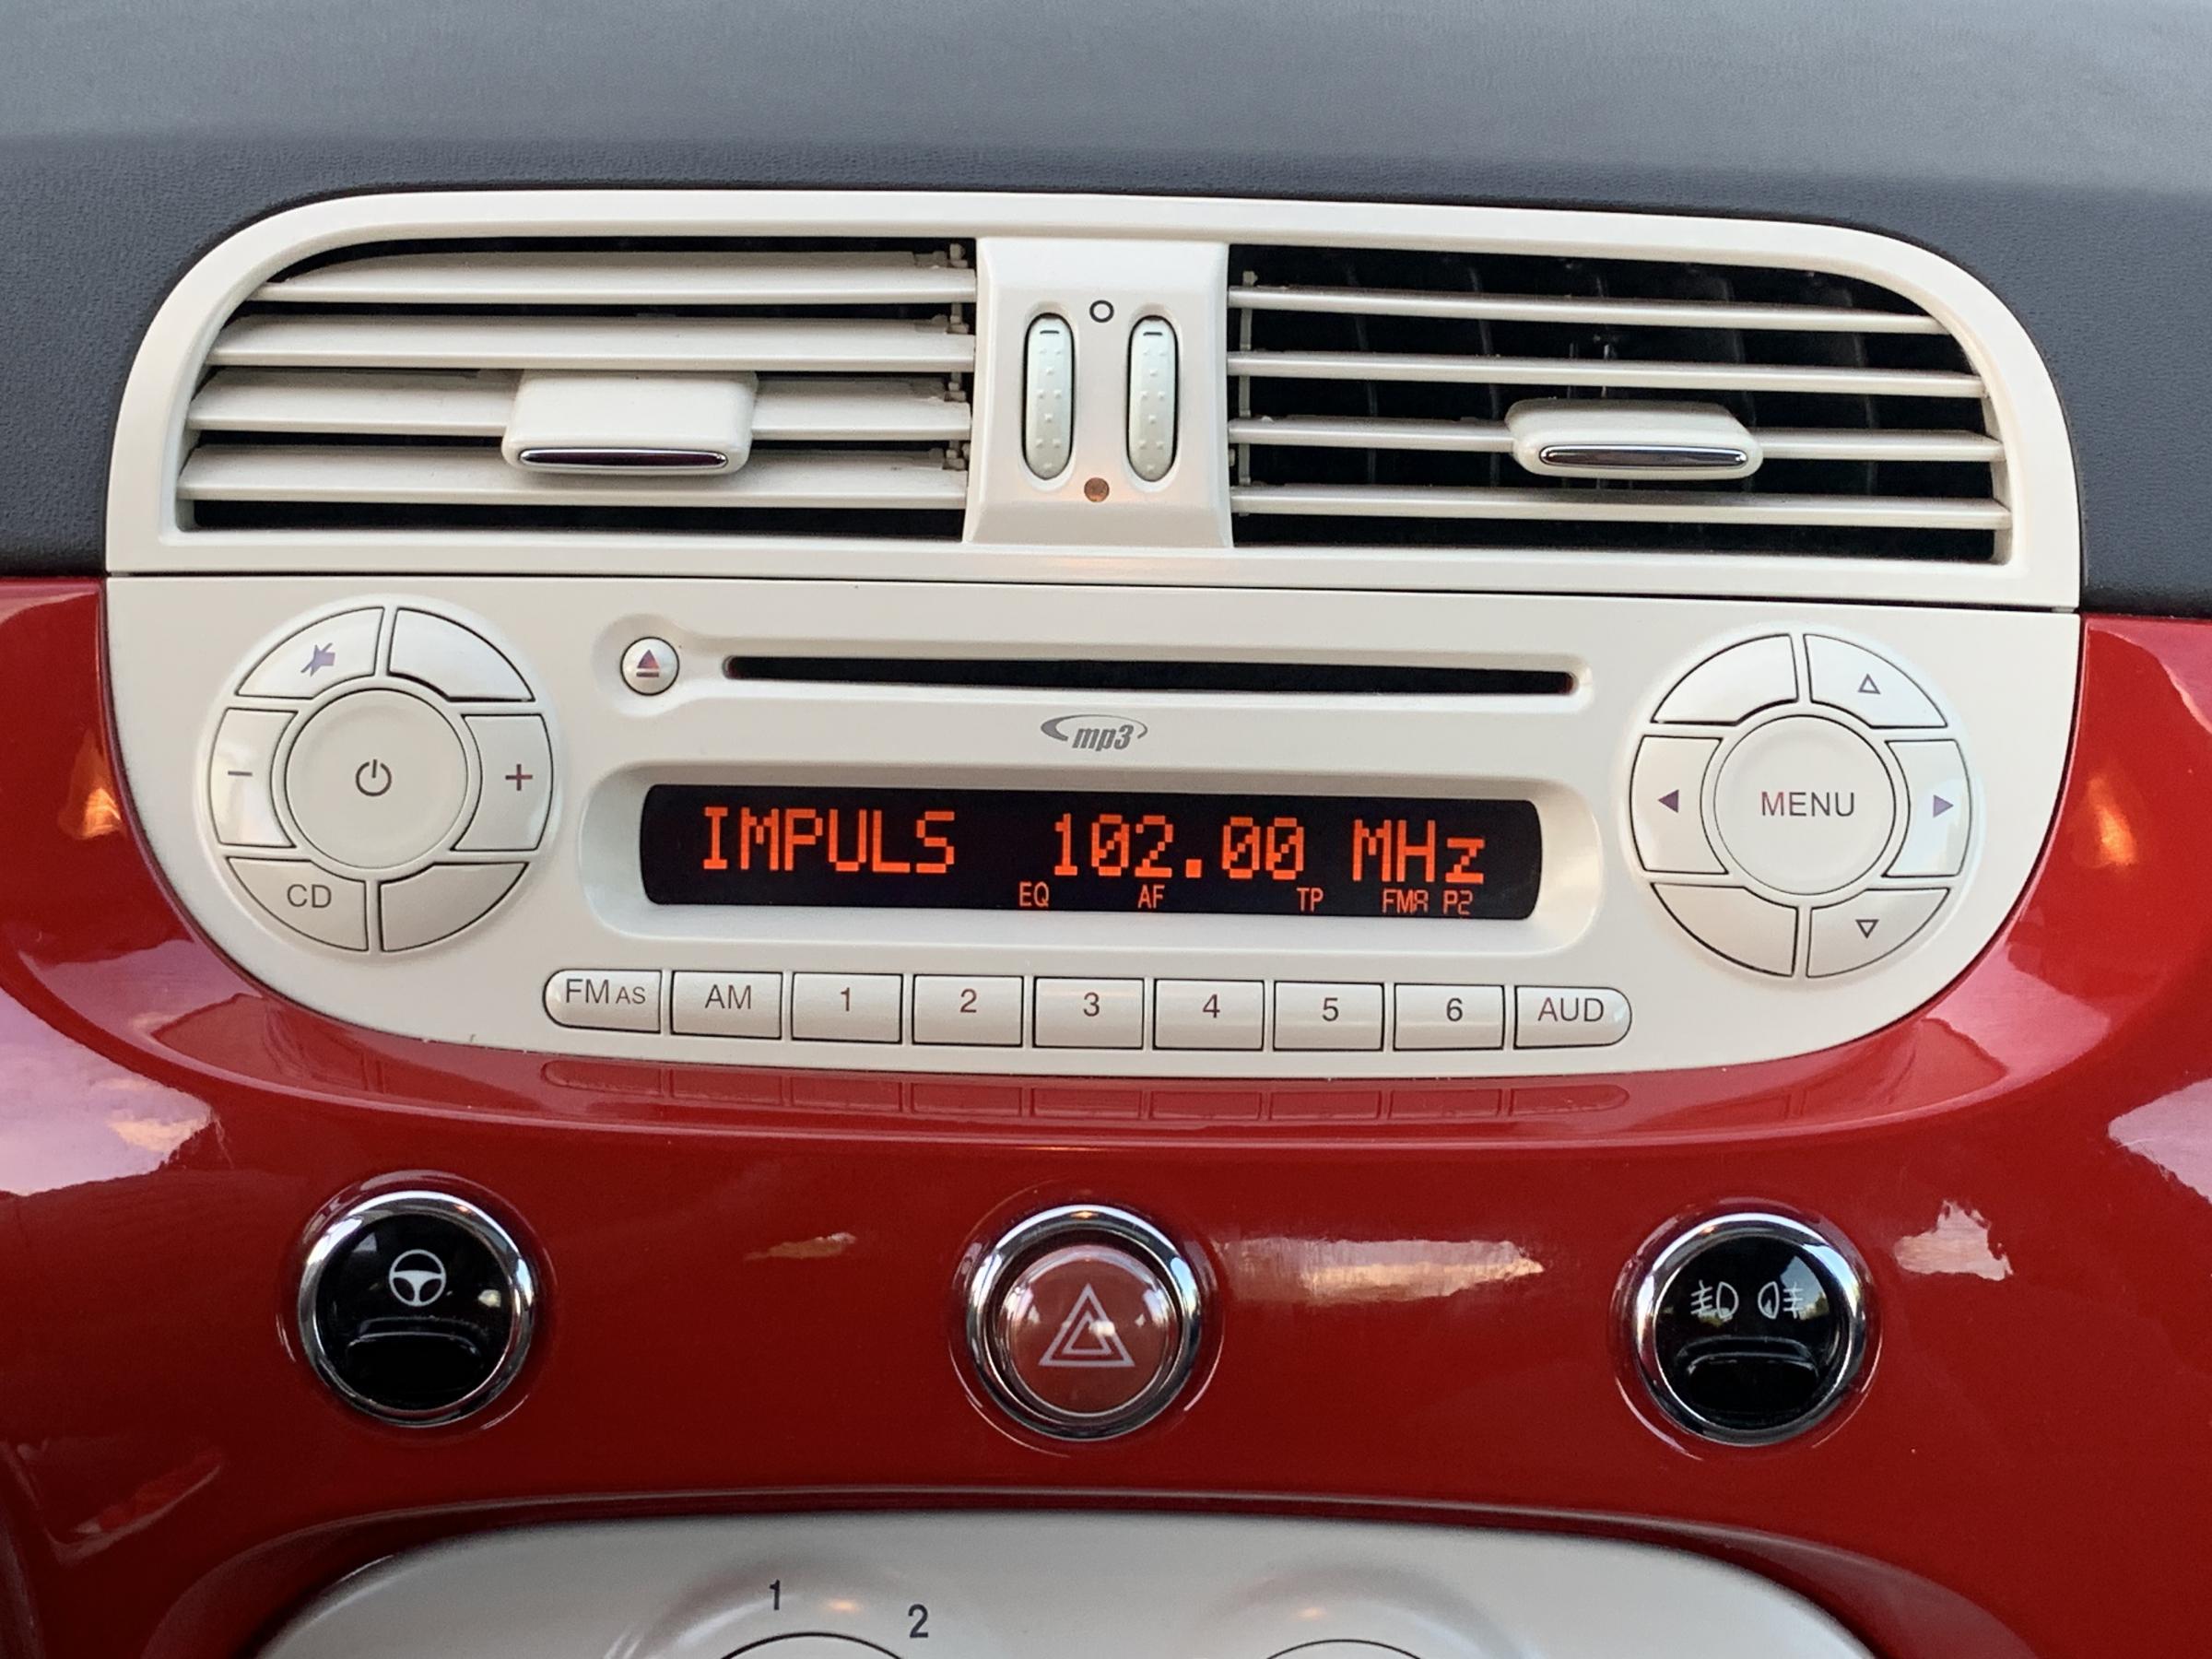 mp3
IMPULS 102.00 MHz
EQ AF TP FMA P2
MENU
CD
FM AS AM 1 2 3 4 5 6 AUD
1 2